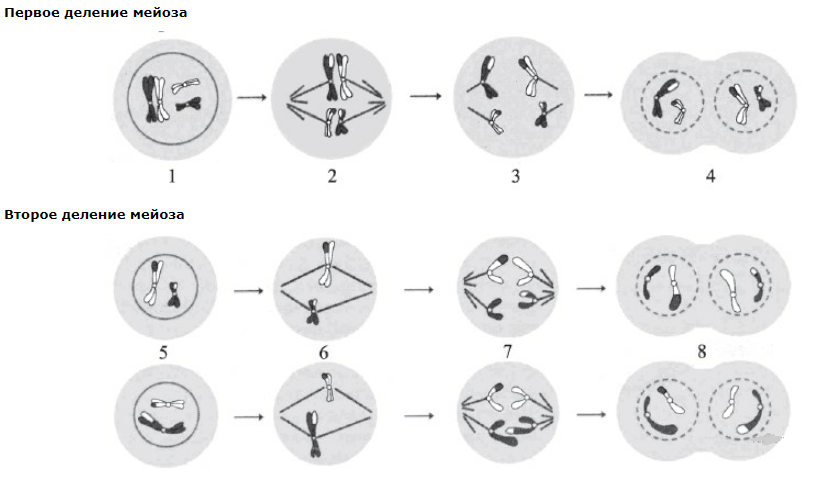 Первое деление мейоза
1 2 3 4
Второе деление мейоза
5 6 7 8